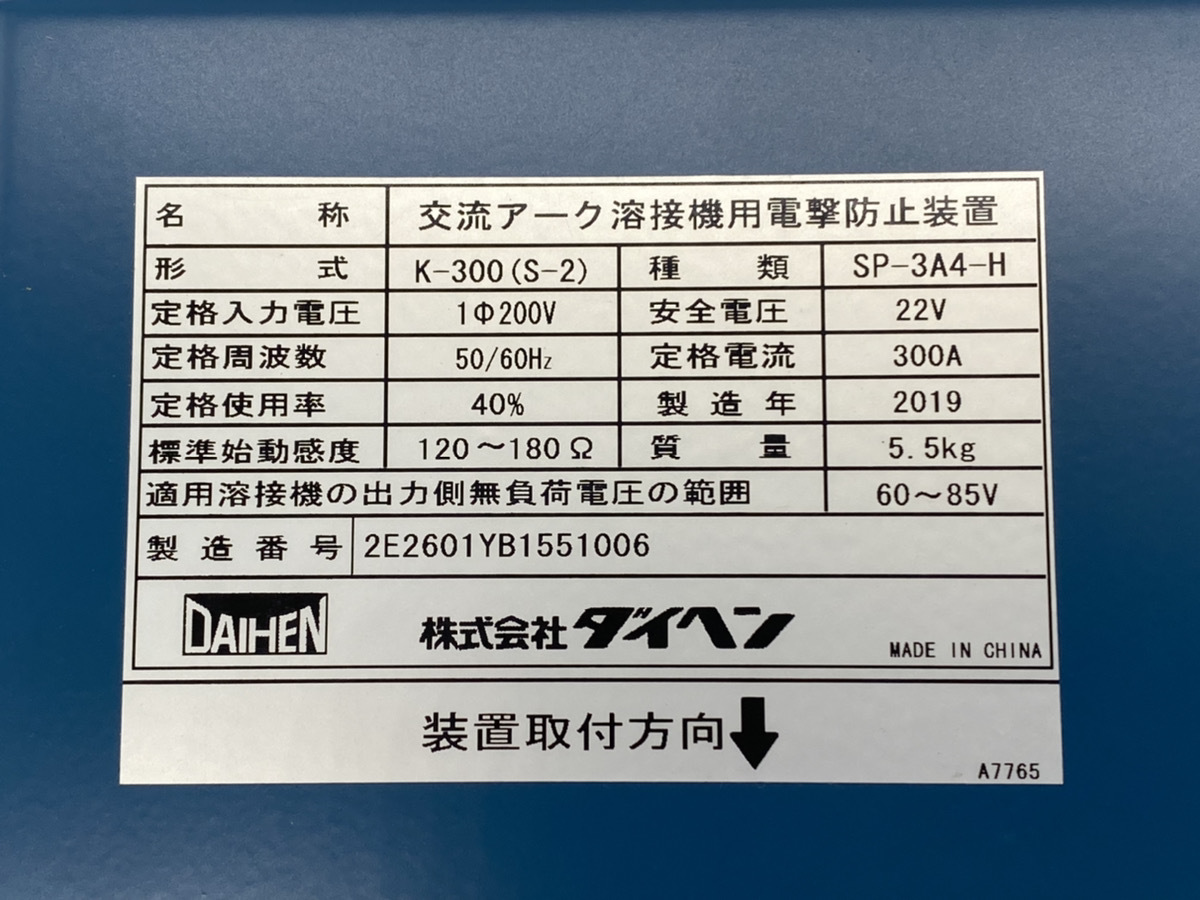 名称 交流アーク溶接機用電撃防止装置
形式 K-300(S-2) 種類 SP-3A4-H
定格入力電圧 1Φ200V 安全電圧 22V
定格周波数 50/60Hz 定格電流 300A
定格使用率 40% 製造年 2019
標準始動感度 120〜180Ω 質量 5.5kg
適用溶接機の出力側無負荷電圧の範囲 60〜85V
製造番号 2E2601YB1551006
DAIHEN 株式会社ダイヘン MADE IN CHINA
装置取付方向
A7765